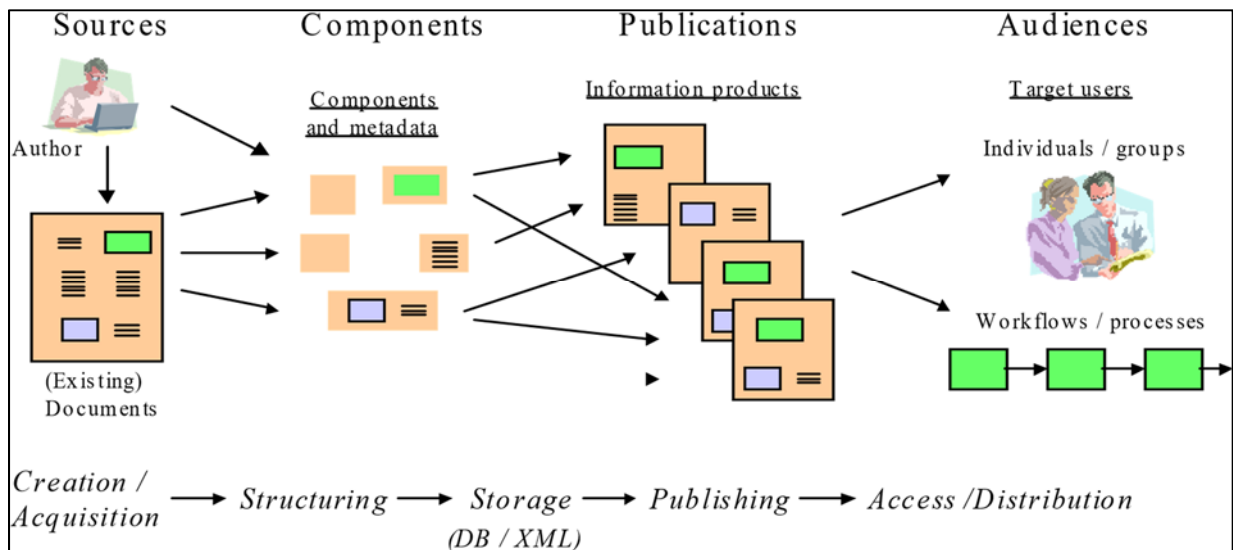 Sources
Components
Publications
Audiences
Author
(Existing)
Documents
Components
and metadata
Information products
Target users
Individuals / groups
Workflows / processes
Creation /
Acquisition
Structuring
Storage
(DB / XML)
Publishing
Access /Distribution